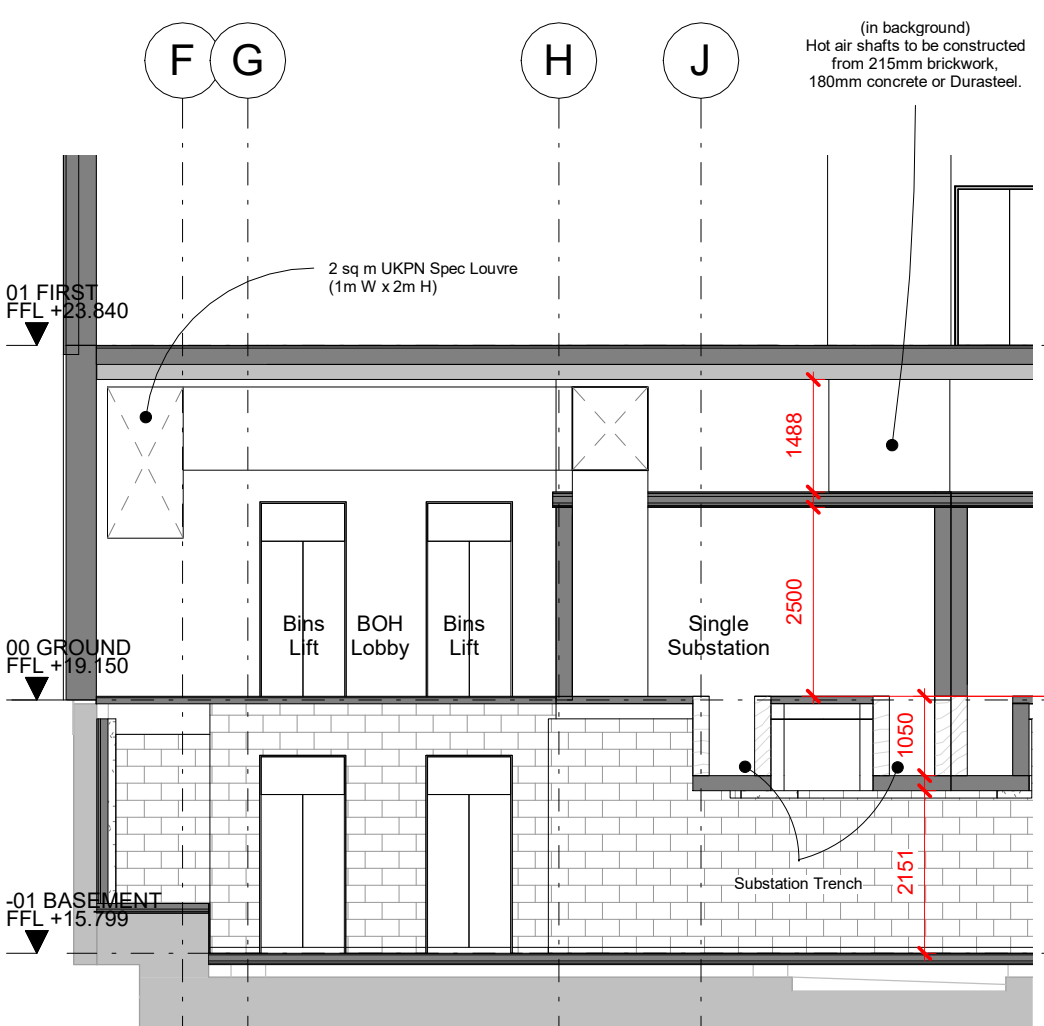 F
G
H
J
(in background)
Hot air shafts to be constructed
from 215mm brickwork,
180mm concrete or Durasteel.
2 sq m UKPN Spec Louvre
(1m W x 2m H)
01 FIRST
FFL +23.840
1488
2500
Bins
Lift
BOH
Lobby
Bins
Lift
Single
Substation
00 GROUND
FFL +19.150
1050
2151
Substation Trench
-01 BASEMENT
FFL +15.799